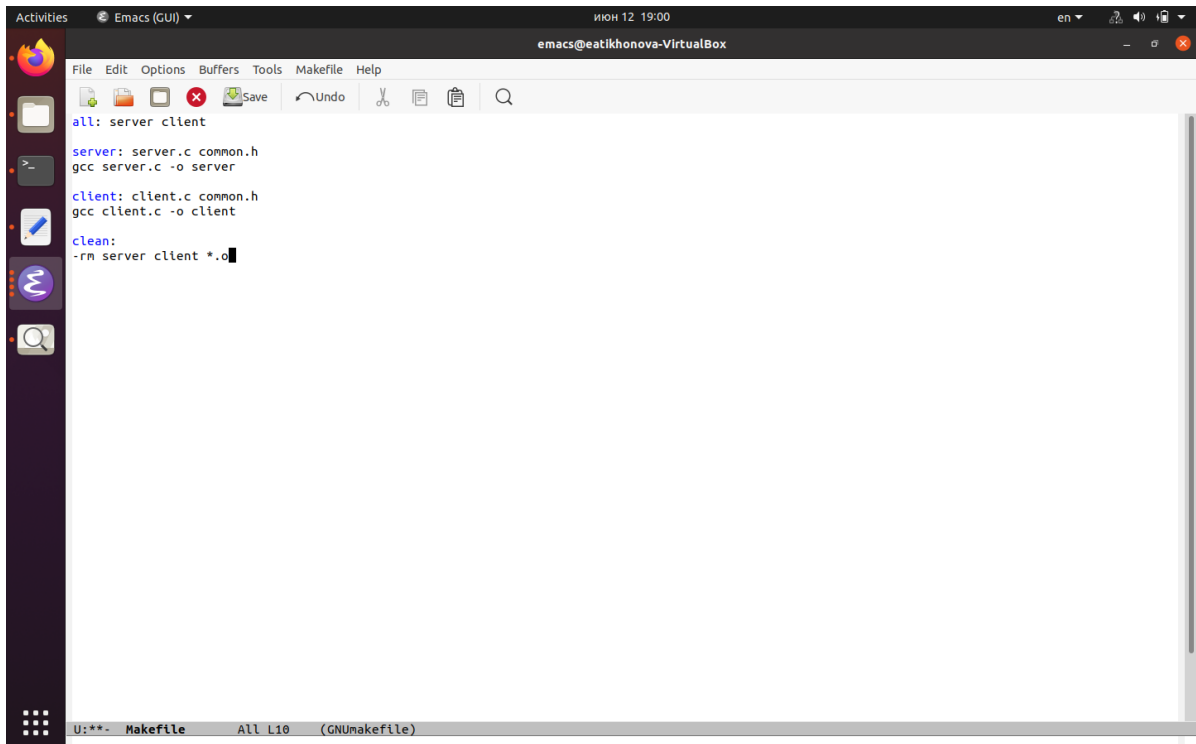 Activities Emacs (GUI) июн 12 19:00 en
emacs@eatikhonova-VirtualBox
File Edit Options Buffers Tools Makefile Help
Save Undo
all: server client
server: server.c common.h
gcc server.c -o server
client: client.c common.h
gcc client.c -o client
clean:
-rm server client *.o
U:**- Makefile All L10 (GNUmakefile)